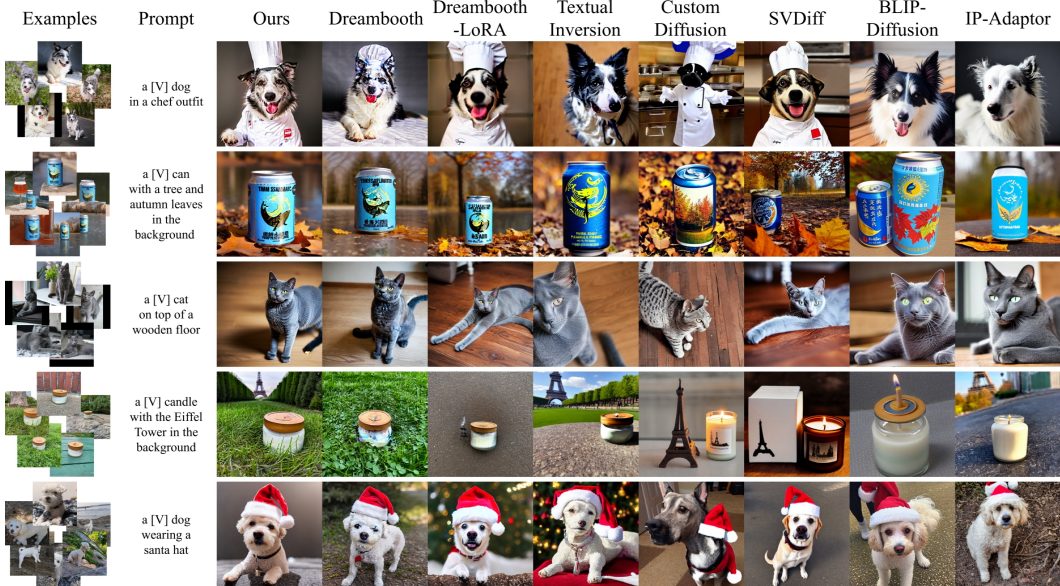 Examples
Prompt
Ours
Dreambooth
Dreambooth
-LoRA
Textual
Inversion
Custom
Diffusion
SVDiff
BLIP-
Diffusion
IP-Adaptor
a [V] dog
in a chef outfit
a [V] can
with a tree and
autumn leaves
in the
background
a [V] cat
on top of a
wooden floor
a [V] candle
with the Eiffel
Tower in the
background
a [V] dog
wearing a
santa hat